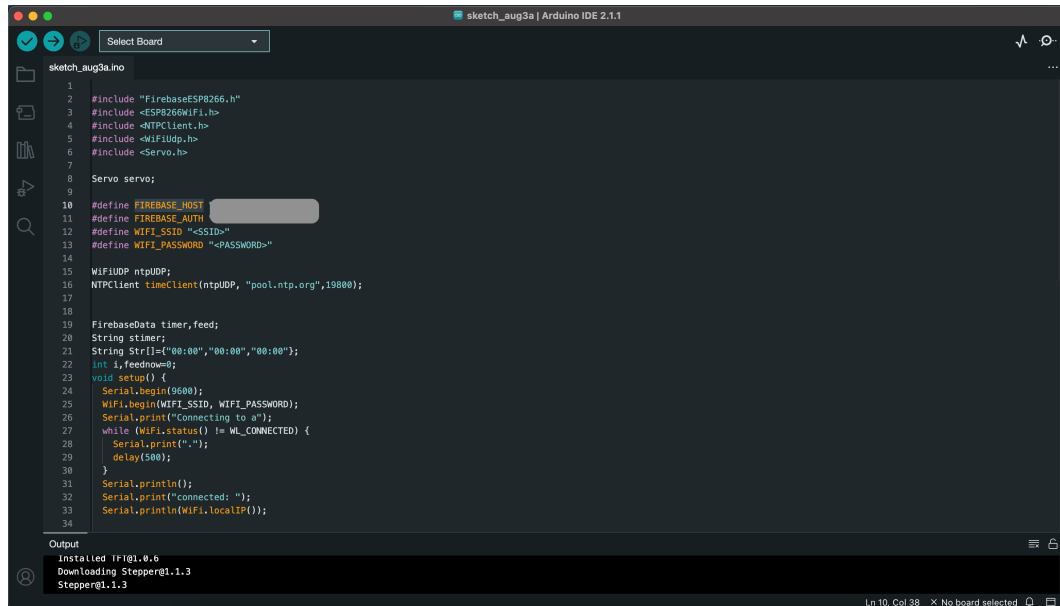 sketch_aug3a | Arduino IDE 2.1.1
Select Board
sketch_aug3a.ino
1
2 #include "FirebaseESP8266.h"
3 #include <ESP8266WiFi.h>
4 #include <NTPClient.h>
5 #include <WiFiUdp.h>
6 #include <Servo.h>
7
8 Servo servo;
9
10 #define FIREBASE_HOST "
11 #define FIREBASE_AUTH
12 #define WIFI_SSID "<SSID>"
13 #define WIFI_PASSWORD "<PASSWORD>"
14
15 WiFiUDP ntpUDP;
16 NTPClient timeClient(ntpUDP, "pool.ntp.org",19800);
17
18
19 FirebaseData timer,feed;
20 String stimer;
21 String Str[]={"00:00","00:00","00:00"};
22 int i,feednow=0;
23 void setup() {
24 Serial.begin(9600);
25 WiFi.begin(WIFI_SSID, WIFI_PASSWORD);
26 Serial.print("Connecting to a");
27 while (WiFi.status() != WL_CONNECTED) {
28 Serial.print(".");
29 delay(500);
30 }
31 Serial.println();
32 Serial.print("connected: ");
33 Serial.println(WiFi.localIP());
34
Output
Installed TFT@1.0.6
Downloading Stepper@1.1.3
Stepper@1.1.3
Ln 10, Col 38 × No board selected